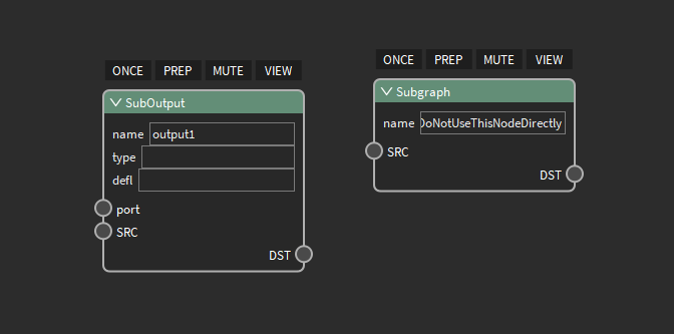 ONCE PREP MUTE VIEW
SubOutput
name output1
type
defl
port
SRC
DST
ONCE PREP MUTE VIEW
Subgraph
name DoNotUseThisNodeDirectly
SRC
DST